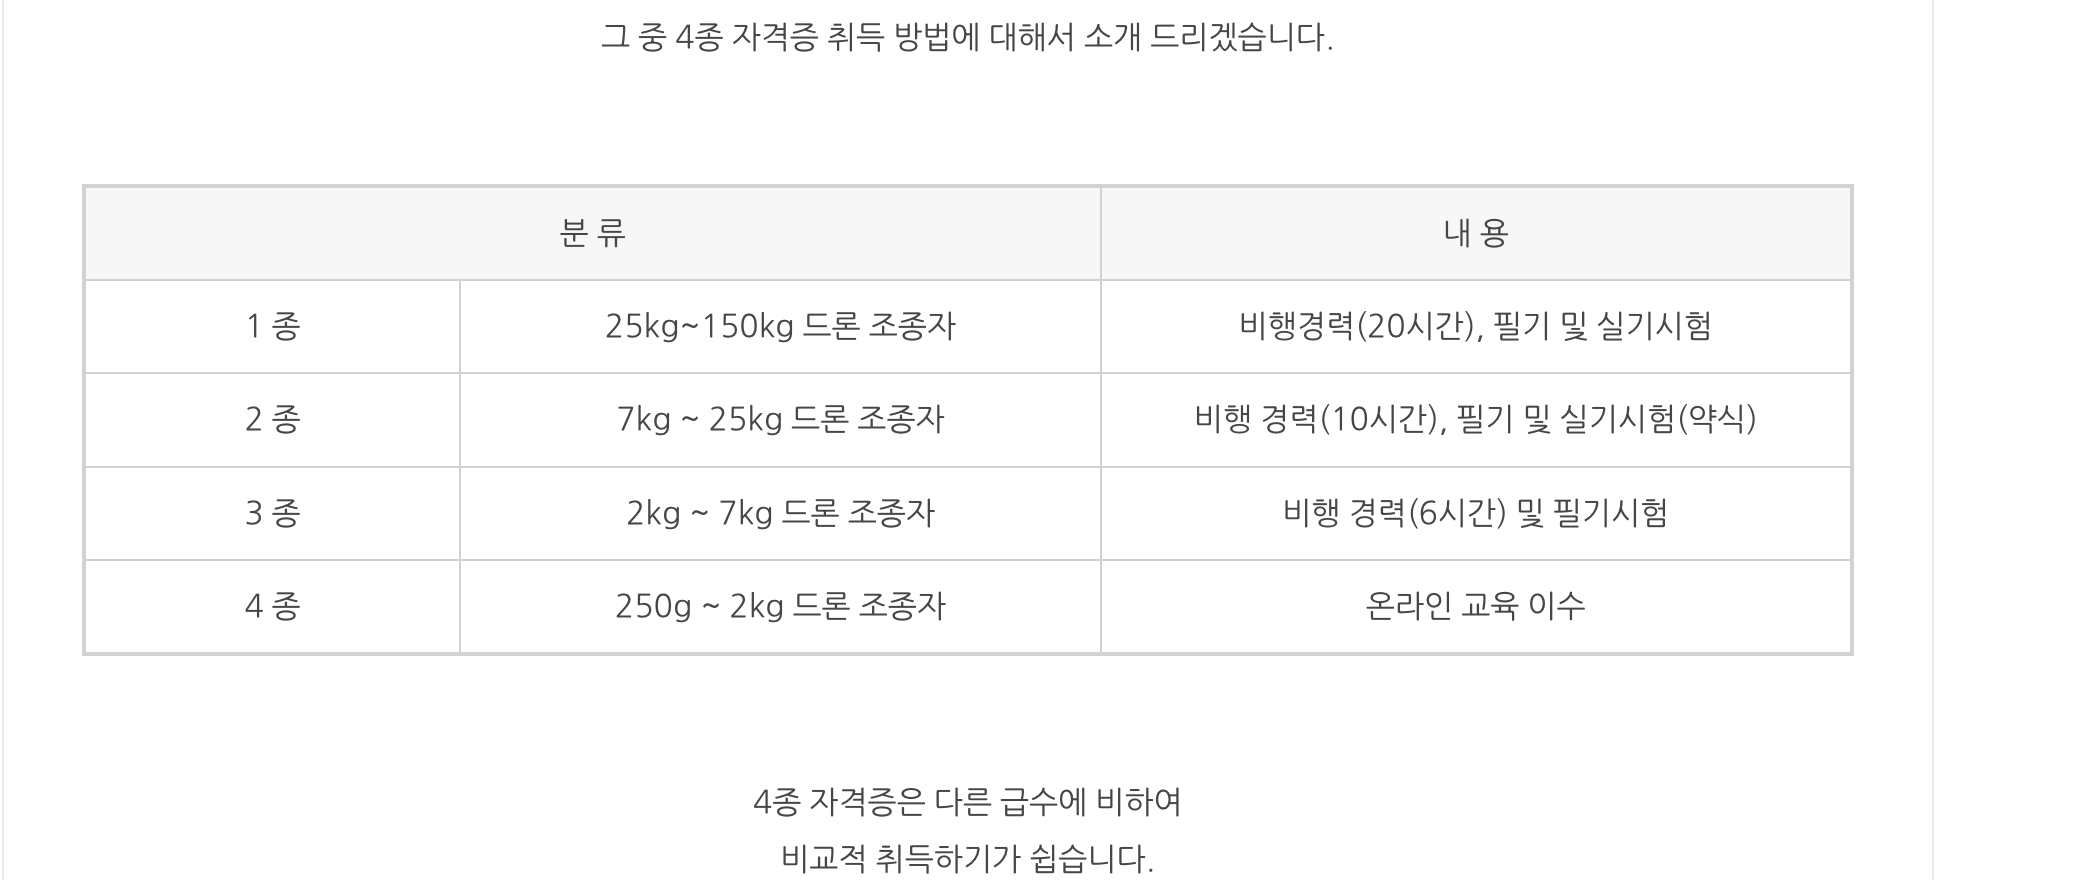 그 중 4종 자격증 취득 방법에 대해서 소개 드리겠습니다.
분 류 내 용
1 종 25kg~150kg 드론 조종자 비행경력(20시간), 필기 및 실기시험
2 종 7kg ~ 25kg 드론 조종자 비행 경력(10시간), 필기 및 실기시험(약식)
3 종 2kg ~ 7kg 드론 조종자 비행 경력(6시간) 및 필기시험
4 종 250g ~ 2kg 드론 조종자 온라인 교육 이수
4종 자격증은 다른 급수에 비하여
비교적 취득하기가 쉽습니다.